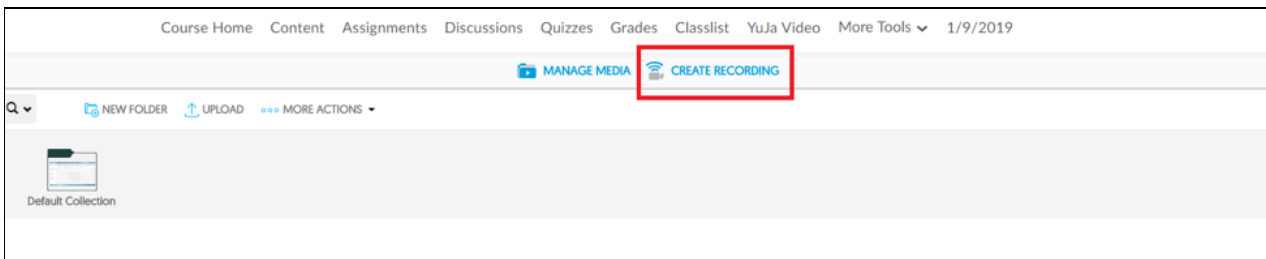 Course Home Content Assignments Discussions Quizzes Grades Classlist YuJa Video More Tools 1/9/2019
MANAGE MEDIA CREATE RECORDING
NEW FOLDER UPLOAD MORE ACTIONS
Default Collection